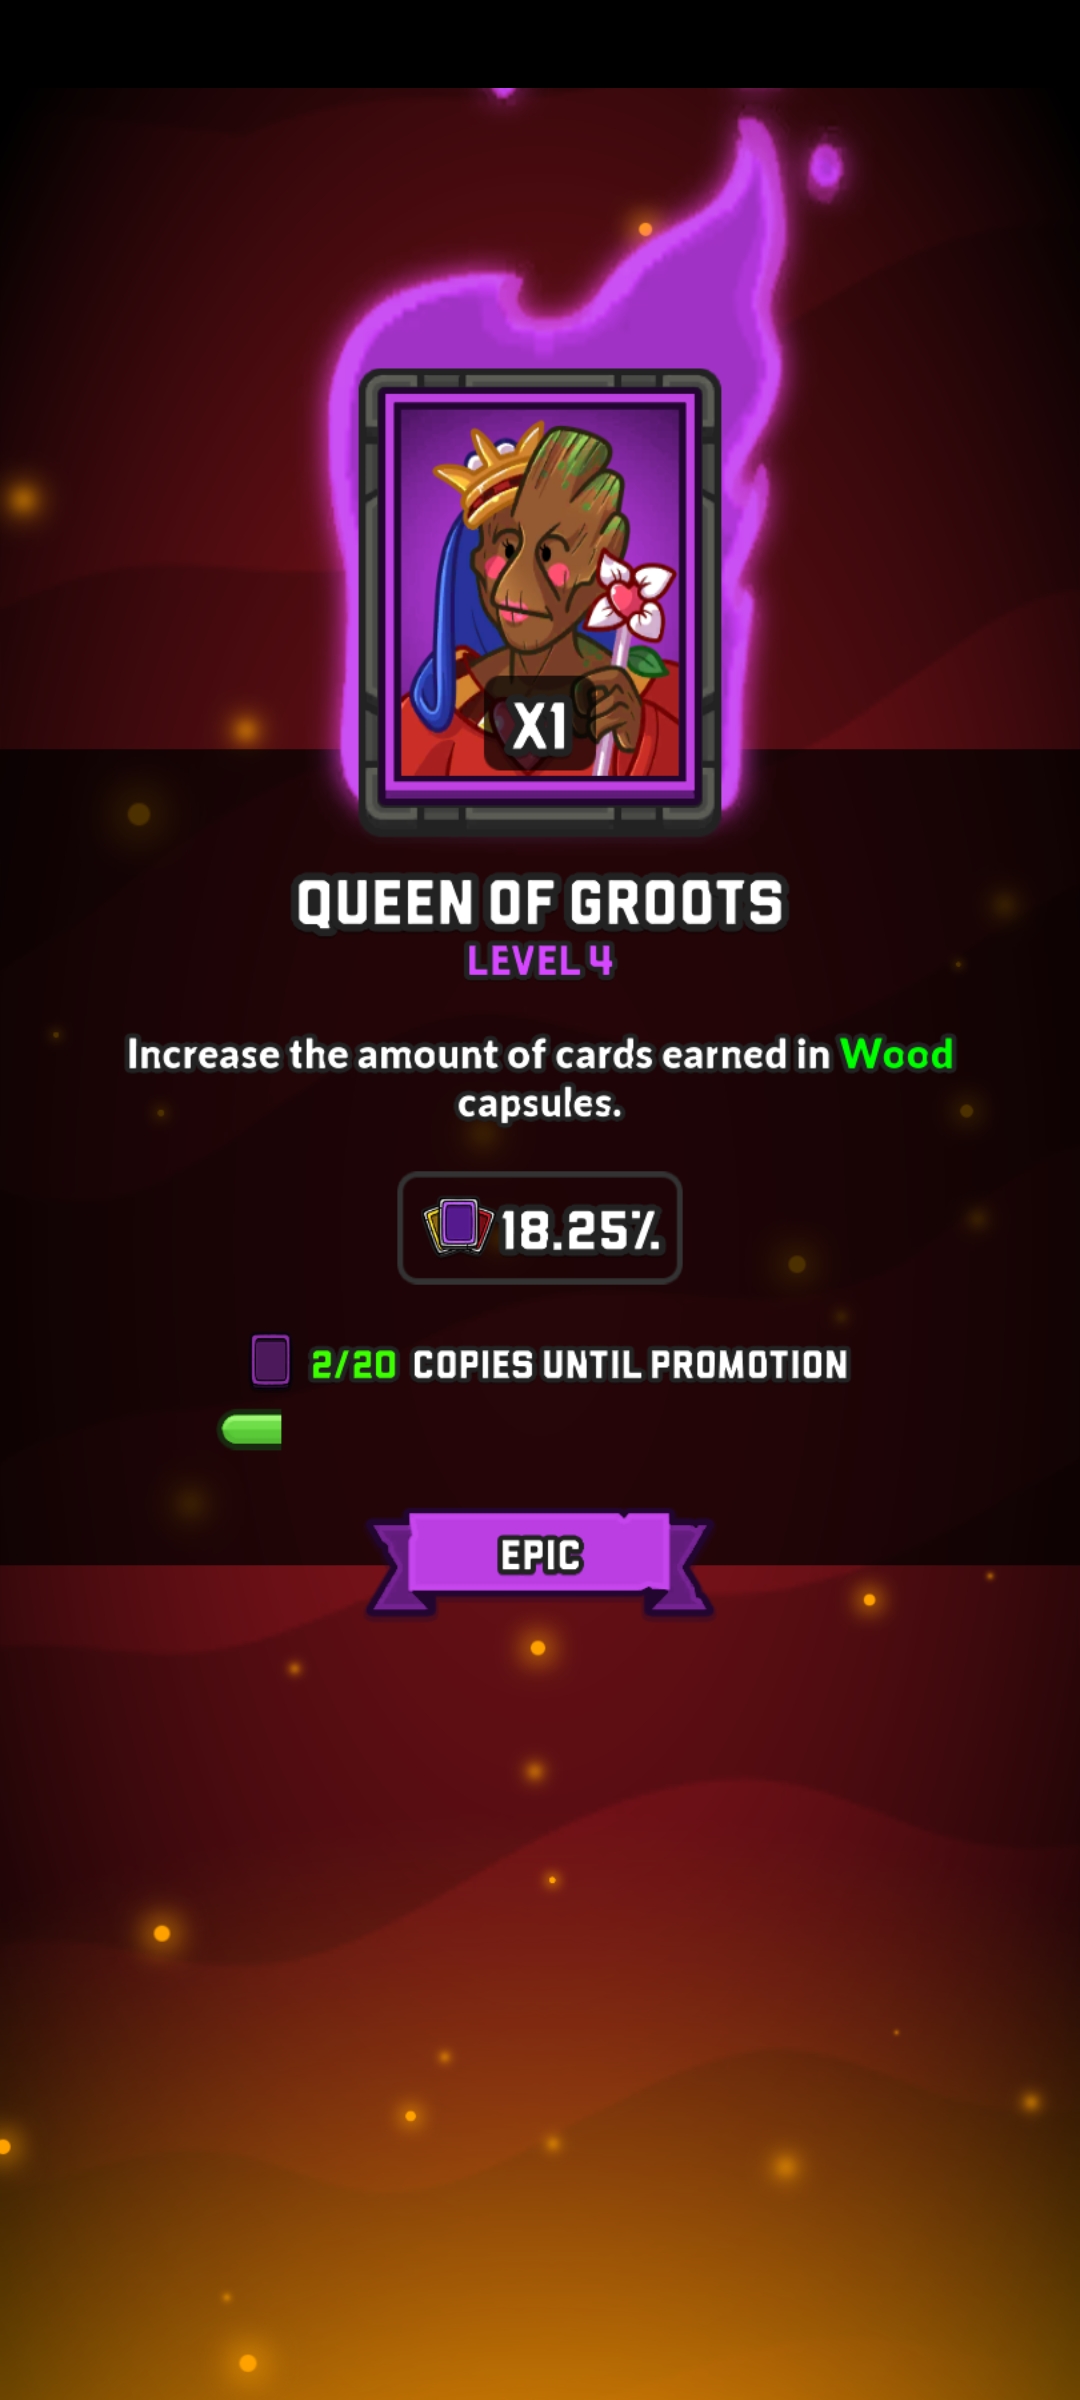 X1
QUEEN OF GROOTS
LEVEL 4
Increase the amount of cards earned in Wood
capsules.
18.25%
2/20 COPIES UNTIL PROMOTION
EPIC